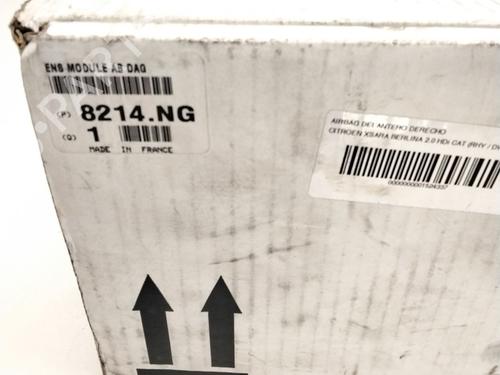 ENS MODULE AB DAG
(P) 8214.NG
(Q) 1
MADE IN FRANCE
AIRBAG DELANTERO DERECHO
CITROEN XSARA BERLINA 2.0 HDI CAT (RHY / D
0000000001524337